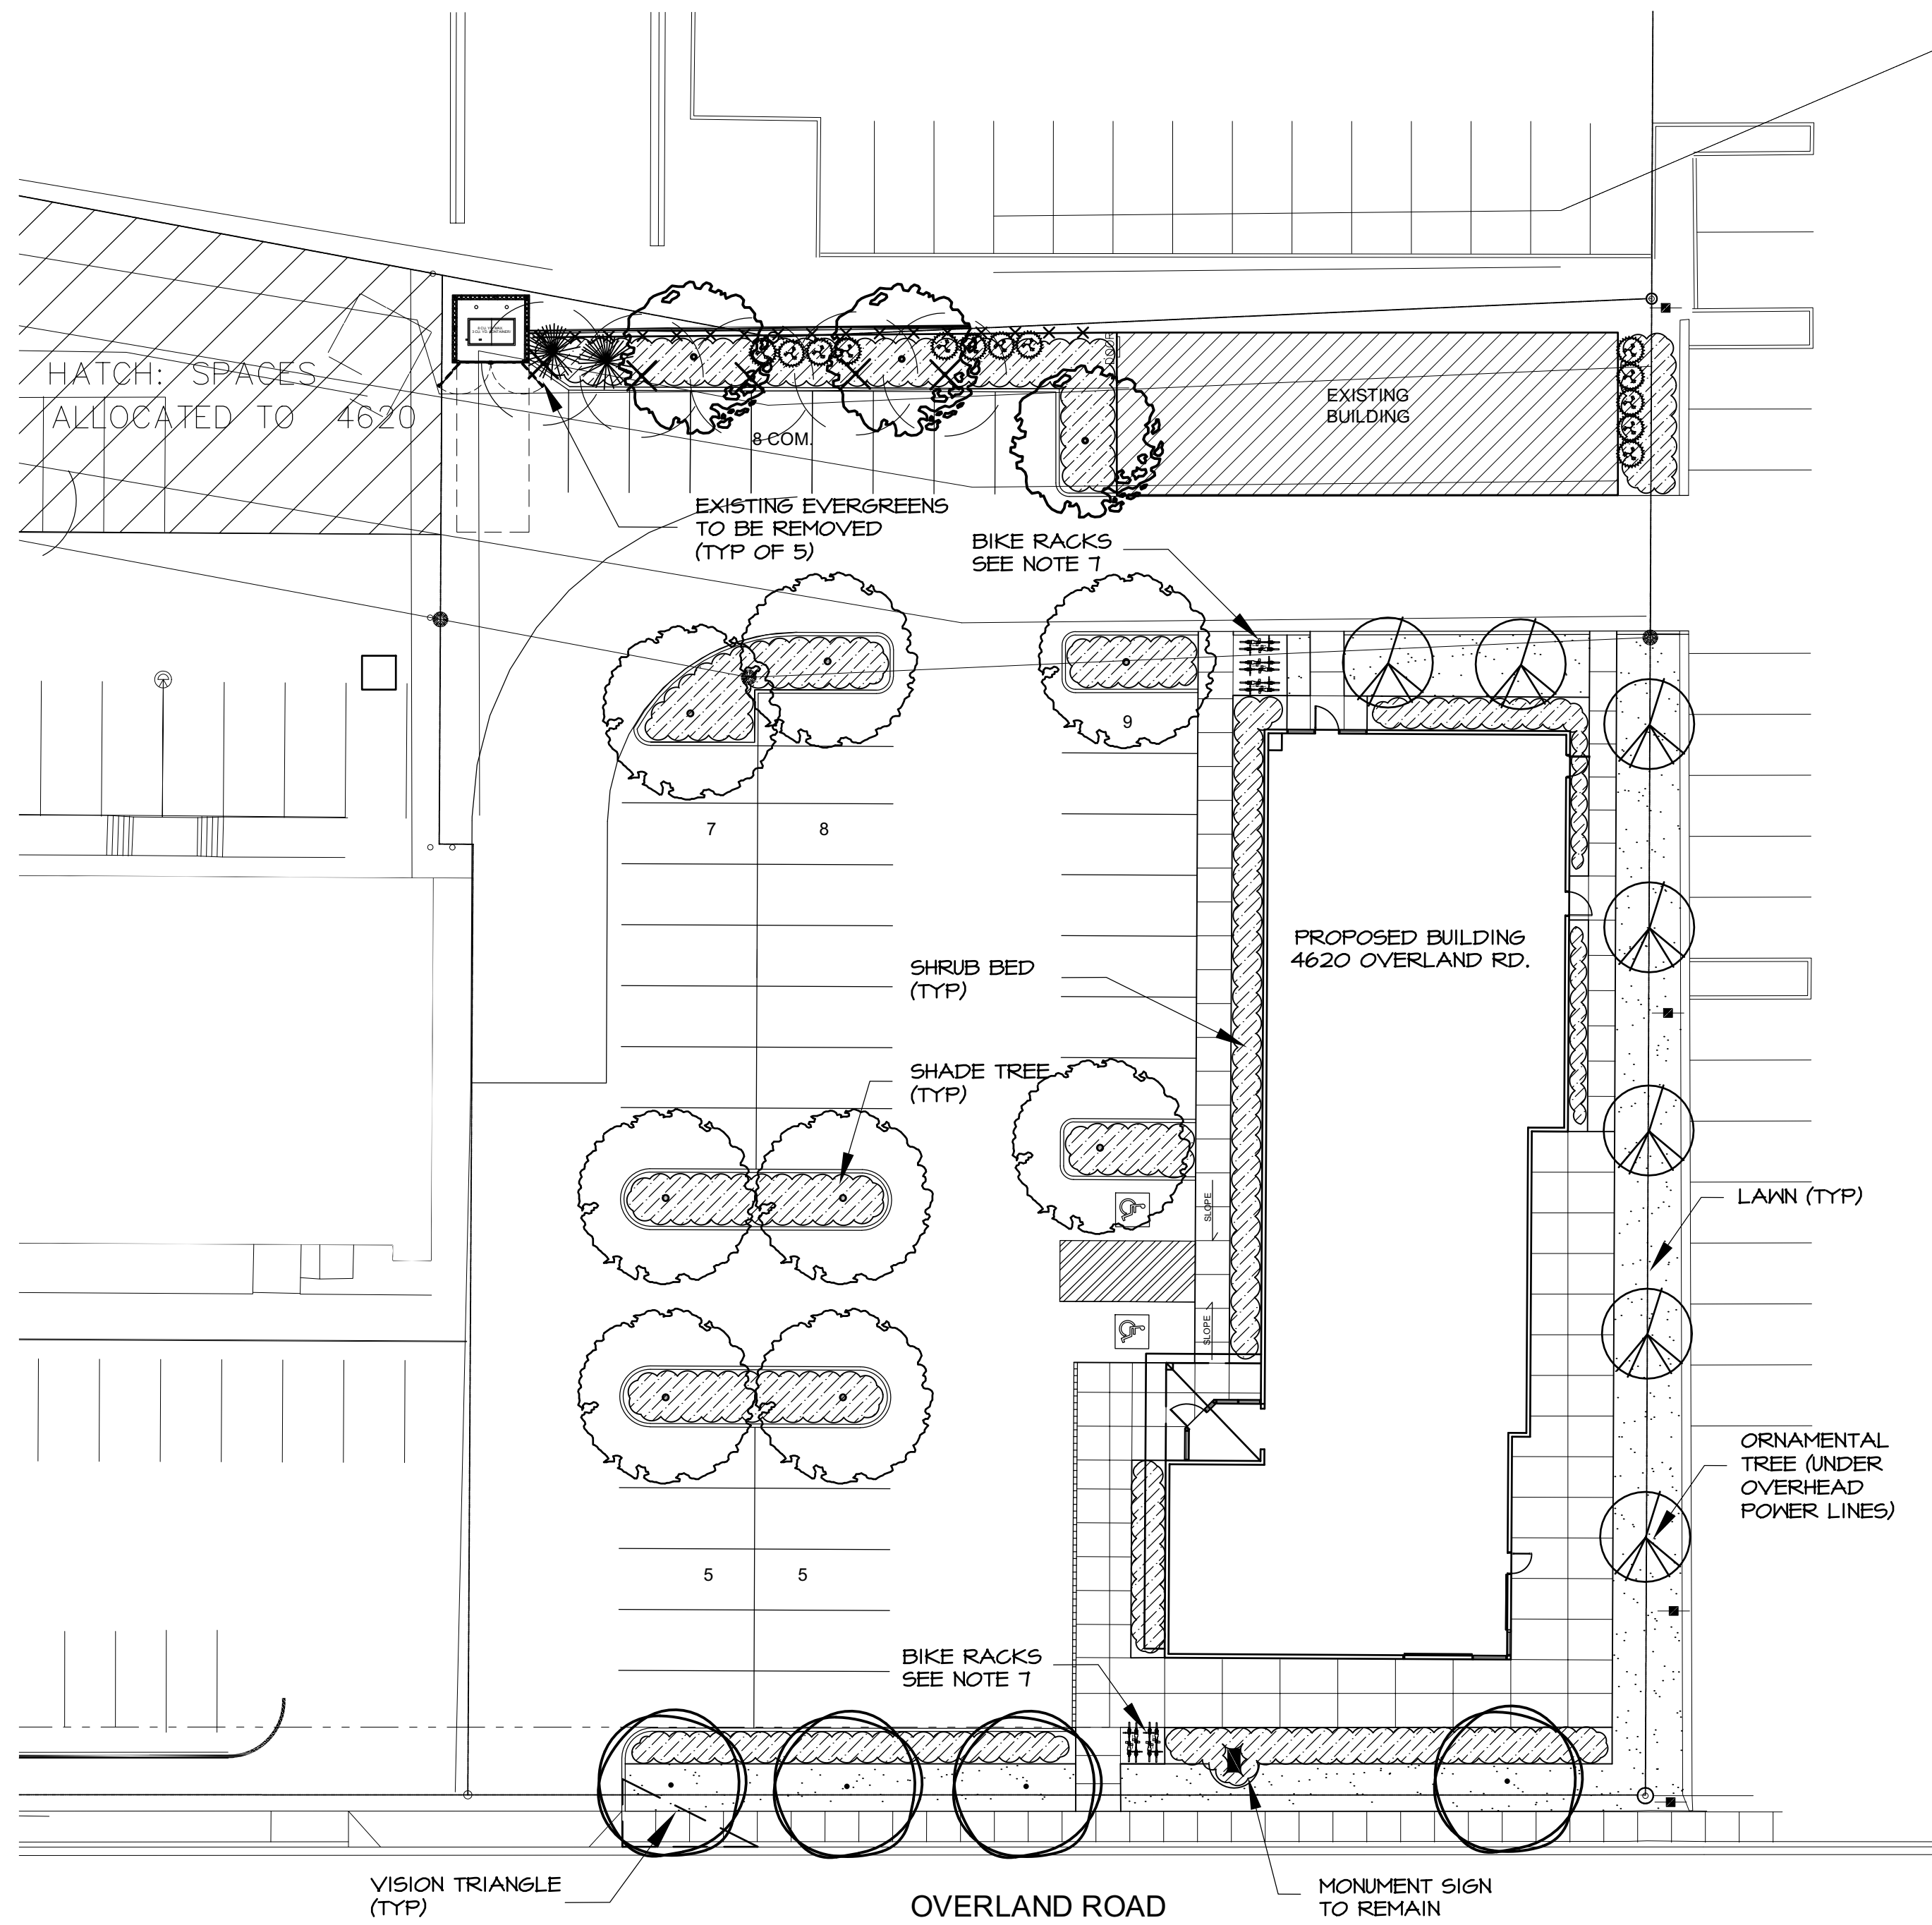 HATCH: SPACES
ALLOCATED TO 4620
8 COM.
EXISTING
BUILDING
EXISTING EVERGREENS
TO BE REMOVED
(TYP OF 5)
BIKE RACKS
SEE NOTE 7
9
7
8
PROPOSED BUILDING
4620 OVERLAND RD.
SHRUB BED
(TYP)
SHADE TREE
(TYP)
SLOPE
LAWN (TYP)
SLOPE
ORNAMENTAL
TREE (UNDER
OVERHEAD
POWER LINES)
5
5
BIKE RACKS
SEE NOTE 7
VISION TRIANGLE
(TYP)
OVERLAND ROAD
MONUMENT SIGN
TO REMAIN